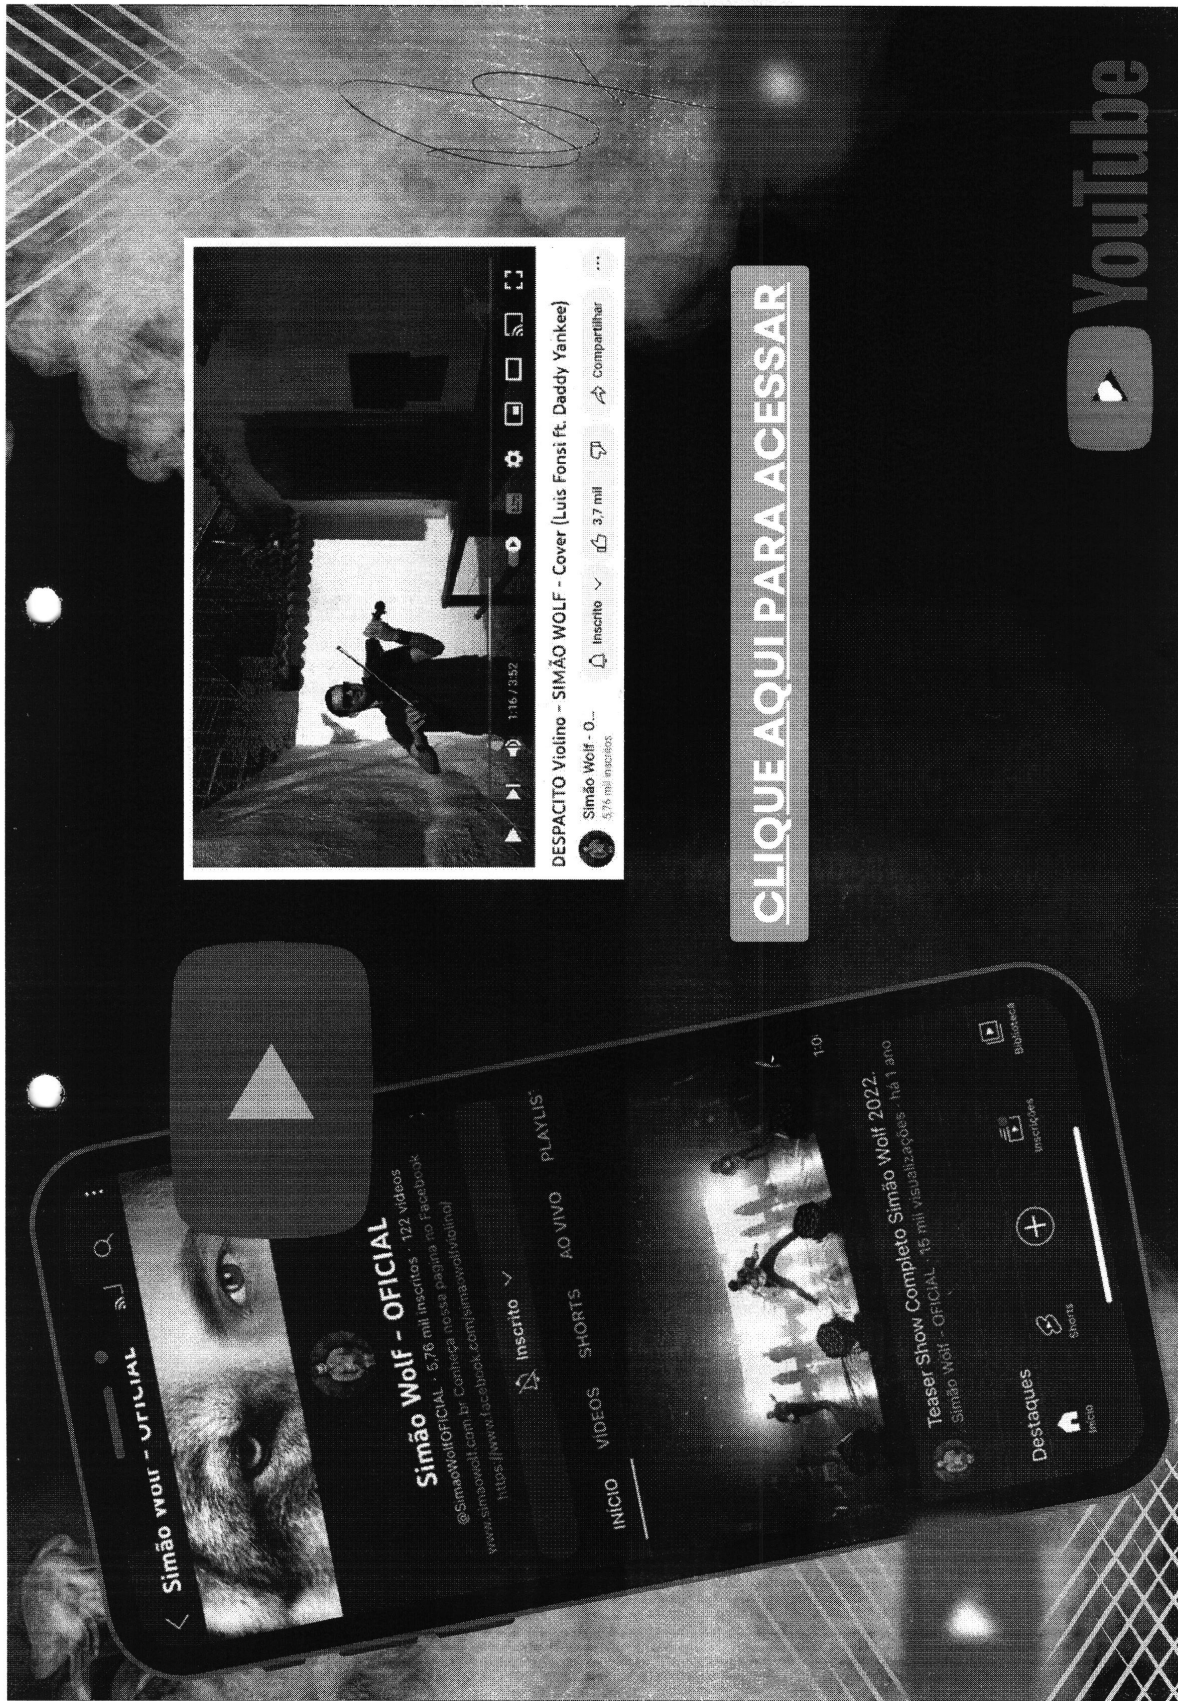 Simão Wolf - OFICIAL
Simão Wolf - OFICIAL
@SimaoWolfOFICIAL · 5,76 mil inscritos · 122 vídeos
www.simaowolf.com.br Conheça nossa pagina no Facebook
https://www.facebook.com/simaowolfviolino/
Inscrito
INÍCIO VÍDEOS SHORTS AO VIVO PLAYLIS
1:0
Teaser Show Completo Simão Wolf 2022.
Simão Wolf - OFICIAL · 15 mil visualizações · há 1 ano
Destaques
Início
Shorts
Inscrições
Biblioteca
1:16 / 3:52
DESPACITO Violino - SIMÃO WOLF - Cover (Luis Fonsi ft. Daddy Yankee)
Simão Wolf - O...
5,76 mil inscritos
Inscrito
3,7 mil
Compartilhar
CLIQUE AQUI PARA ACESSAR
YouTube